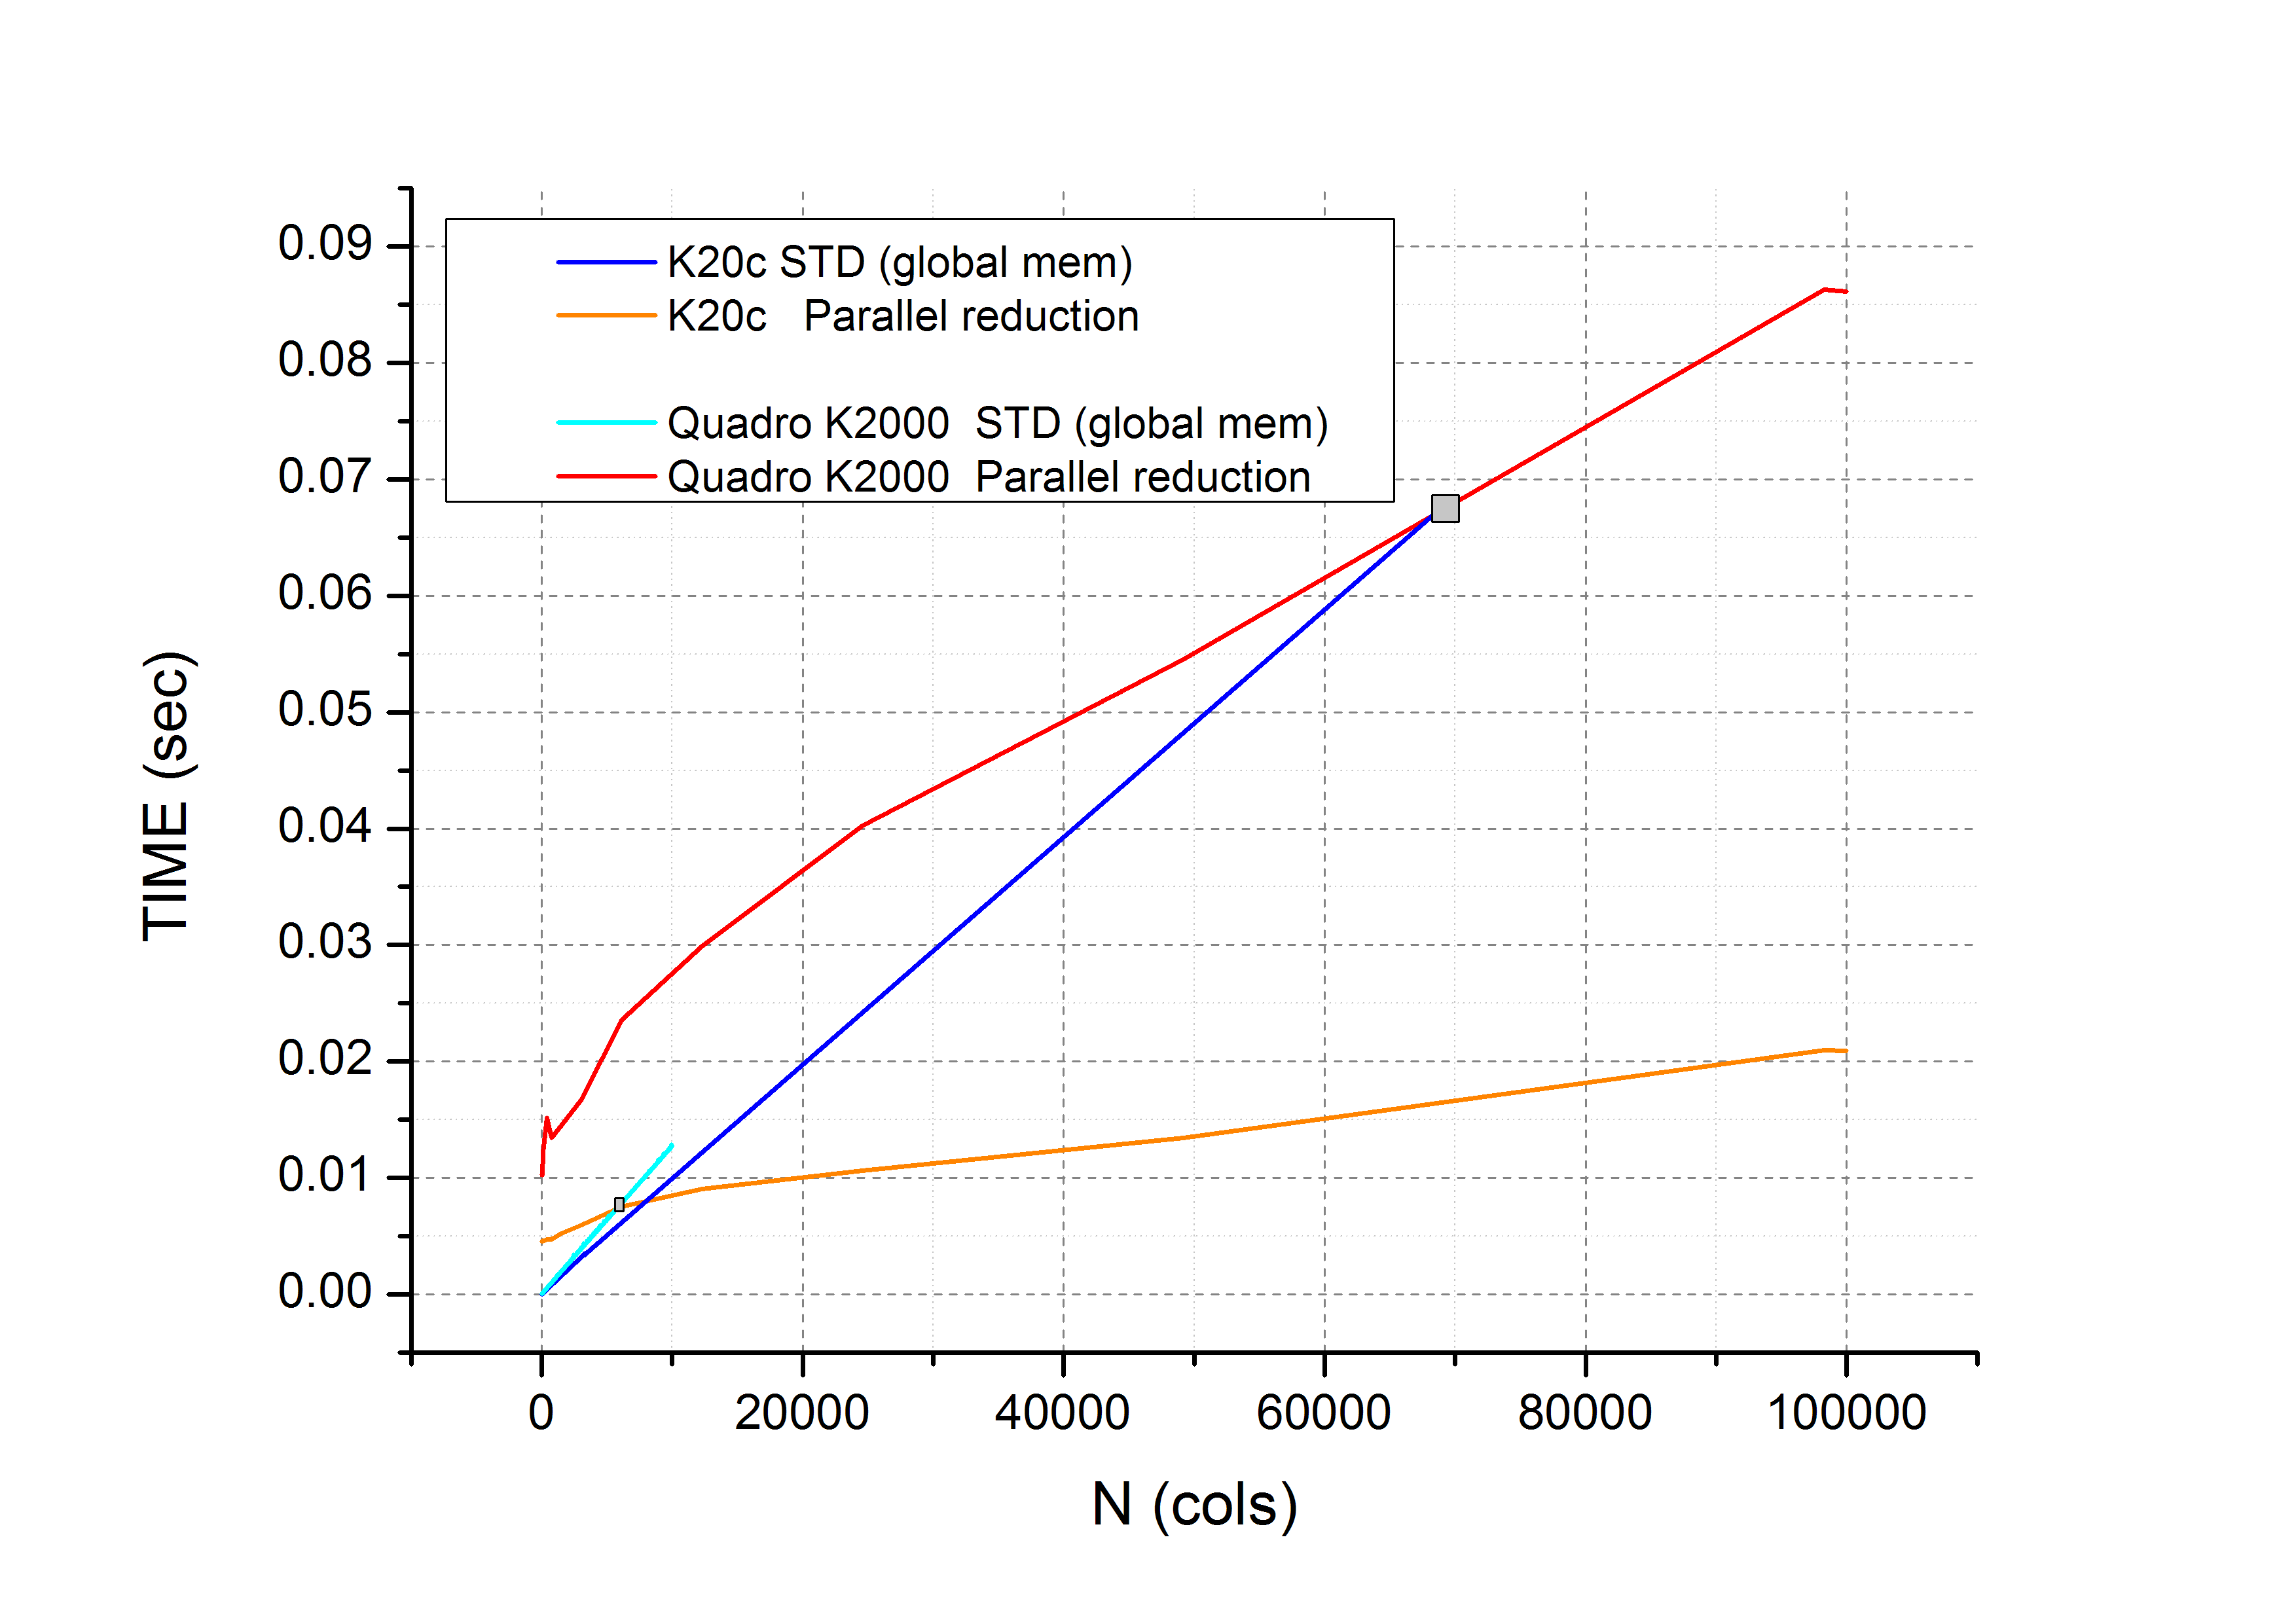 K20c STD (global mem)
K20c Parallel reduction
Quadro K2000 STD (global mem)
Quadro K2000 Parallel reduction
0.09
0.08
0.07
0.06
0.05
0.04
0.03
0.02
0.01
0.00
TIME (sec)
0 20000 40000 60000 80000 100000
N (cols)